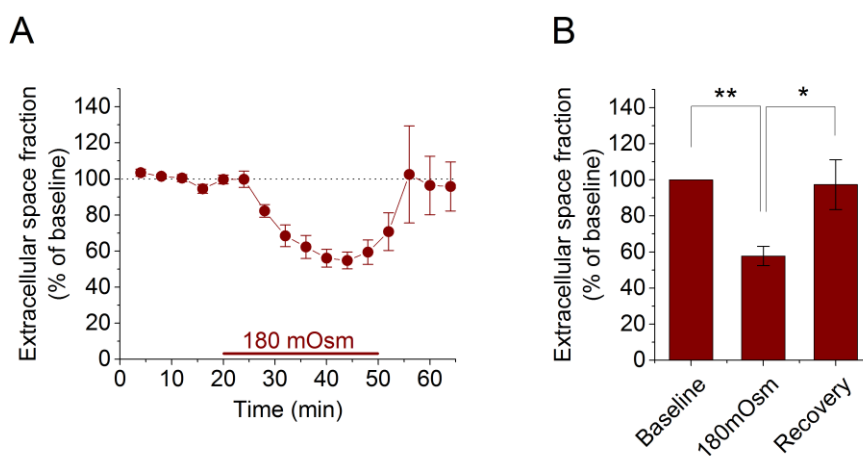 A
Extracellular space fraction
(% of baseline)
140
120
100
80
60
40
20
0
180 mOsm
0 10 20 30 40 50 60
Time (min)
B
Extracellular space fraction
(% of baseline)
140
120
100
80
60
40
20
0
** *
Baseline
180mOsm
Recovery